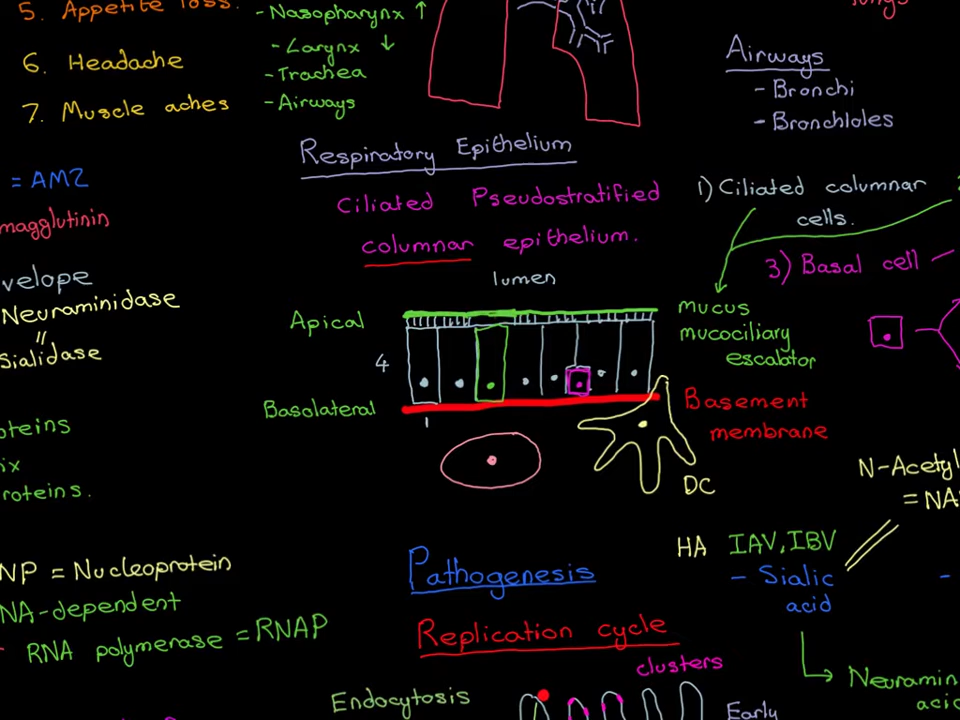 5. Appetite loss.
6. Headache
7. Muscle aches
-Nasopharynx ↑
-Larynx ↓
-Trachea
-Airways
lungs
Airways
- Bronchi
- Bronchioles
= AM2
magglutinin
velope
Neuraminidase
=
Sialidase
oteins
ix
roteins.
Respiratory Epithelium
Ciliated Pseudostratified
columnar epithelium.
lumen
Apical
4
Basolateral
1
mucus
mucociliary
escalator
Basement
membrane
DC
1) Ciliated columnar
cells.
3) Basal cell
N-Acetyl
= NA
NP = Nucleoprotein
NA-dependent
RNA polymerase = RNAP
Pathogenesis
Replication cycle
clusters
Endocytosis
Early
HA IAV, IBV
- Sialic
acid
Neuramin
acid